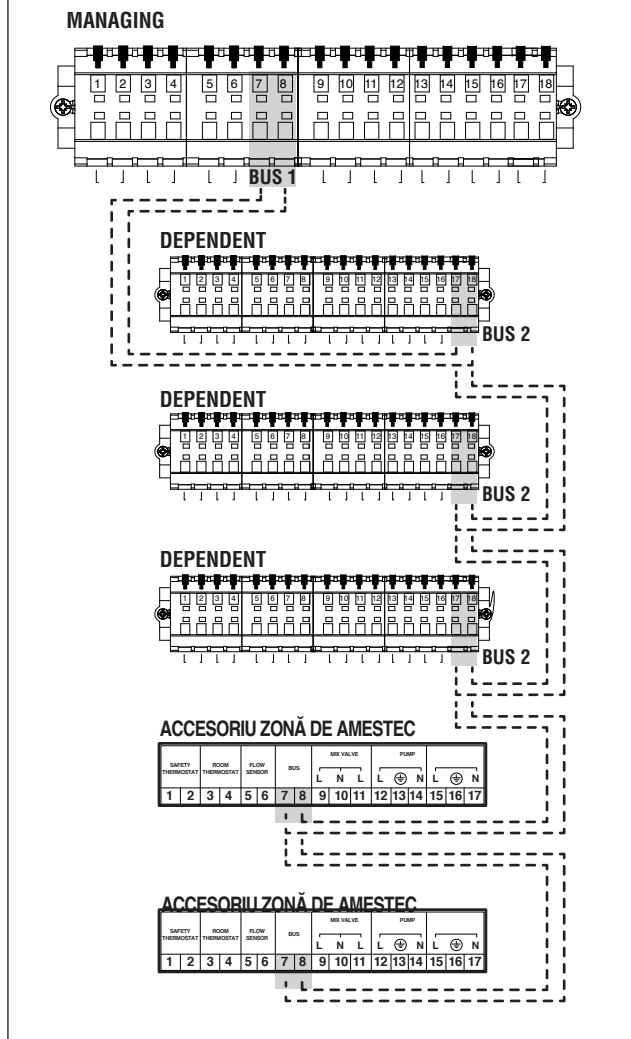 MANAGING
1 2 3 4 5 6 7 8 9 10 11 12 13 14 15 16 17 18
BUS 1
DEPENDENT
1 2 3 4 5 6 7 8 9 10 11 12 13 14 15 16 17 18
BUS 2
DEPENDENT
1 2 3 4 5 6 7 8 9 10 11 12 13 14 15 16 17 18
BUS 2
DEPENDENT
1 2 3 4 5 6 7 8 9 10 11 12 13 14 15 16 17 18
BUS 2
ACCESORIU ZONĂ DE AMESTEC
MIX VALVE PUMP
SAFETY ROOM FLOW BUS
THERMOSTAT THERMOSTAT SENSOR
L N L L N L N
1 2 3 4 5 6 7 8 9 10 11 12 13 14 15 16 17
ACCESORIU ZONĂ DE AMESTEC
MIX VALVE PUMP
SAFETY ROOM FLOW BUS
THERMOSTAT THERMOSTAT SENSOR
L N L L N L N
1 2 3 4 5 6 7 8 9 10 11 12 13 14 15 16 17